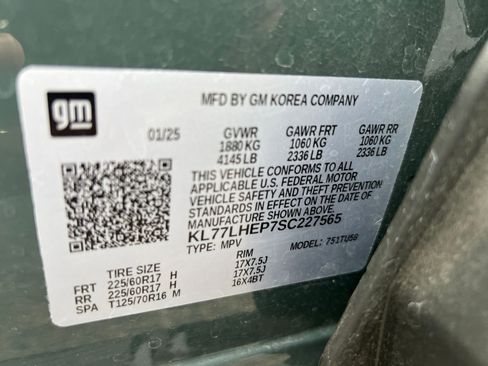 gm
MFD BY GM KOREA COMPANY
01/25 GVWR GAWR FRT GAWR RR
1880 KG 1060 KG 1060 KG
4145 LB 2336 LB 2336 LB
THIS VEHICLE CONFORMS TO ALL
APPLICABLE U.S. FEDERAL MOTOR
VEHICLE SAFETY AND THEFT PREVENTION
STANDARDS IN EFFECT ON THE DATE OF
MANUFACTURE SHOWN ABOVE.
KL77LHEP7SC227565
TYPE: MPV MODEL: 751TU58
TIRE SIZE RIM
FRT 225/60R17 H 17X7.5J
RR 225/60R17 H 17X7.5J
SPA T125/70R16 M 16X4BT